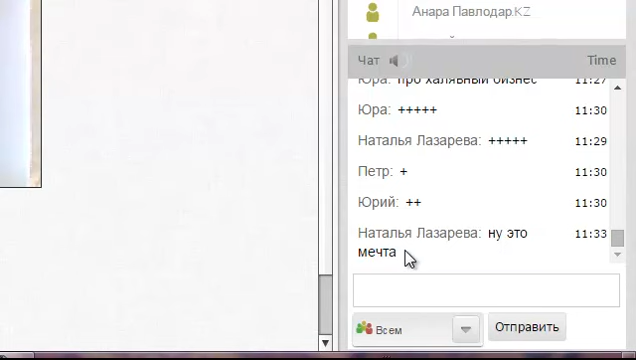 Анара Павлодар.KZ
Чат Time
Юра: про халявный бизнес 11:27
Юра: +++++ 11:30
Наталья Лазарева: +++++ 11:29
Петр: + 11:30
Юрий: ++ 11:30
Наталья Лазарева: ну это 11:33
мечта
Всем Отправить